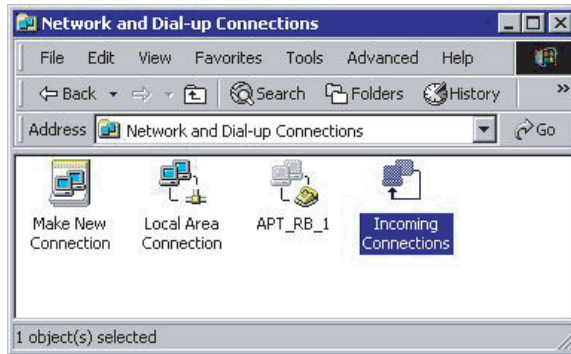 Network and Dial-up Connections
File Edit View Favorites Tools Advanced Help
Back Search Folders History »
Address Network and Dial-up Connections Go
Make New Connection
Local Area Connection
APT_RB_1
Incoming Connections
1 object(s) selected